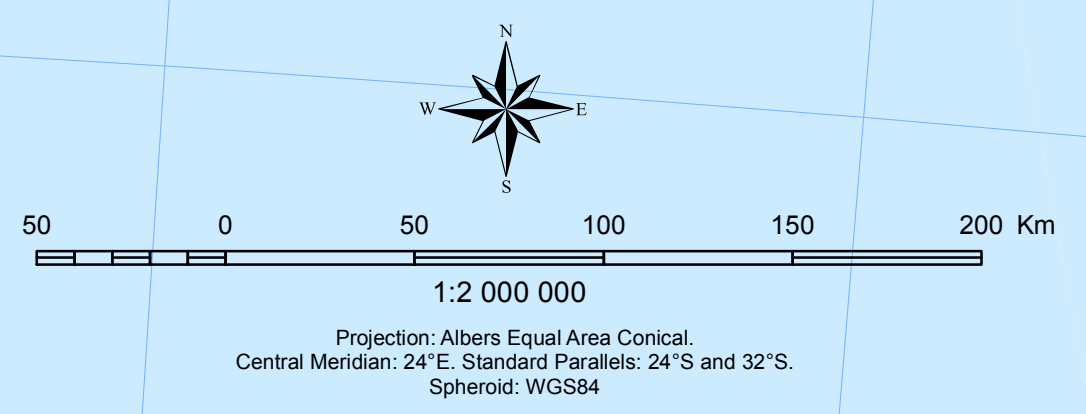 N
W E
S
50 0 50 100 150 200 Km
1:2 000 000
Projection: Albers Equal Area Conical.
Central Meridian: 24°E. Standard Parallels: 24°S and 32°S.
Spheroid: WGS84